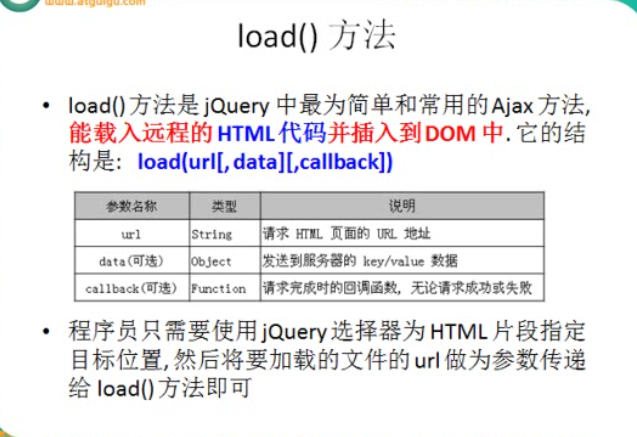 www.atguigu.com
load() 方法
• load()方法是 jQuery 中最为简单和常用的Ajax 方法,
能载入远程的 HTML 代码并插入到 DOM 中. 它的结
构是: load(url[, data][,callback])
参数名称 类型 说明
url String 请求 HTML 页面的 URL 地址
data(可选) Object 发送到服务器的 key/value 数据
callback(可选) Function 请求完成时的回调函数, 无论请求成功或失败
• 程序员只需要使用 jQuery 选择器为 HTML 片段指定
目标位置, 然后将要加载的文件的 url 做为参数传递
给 load() 方法即可